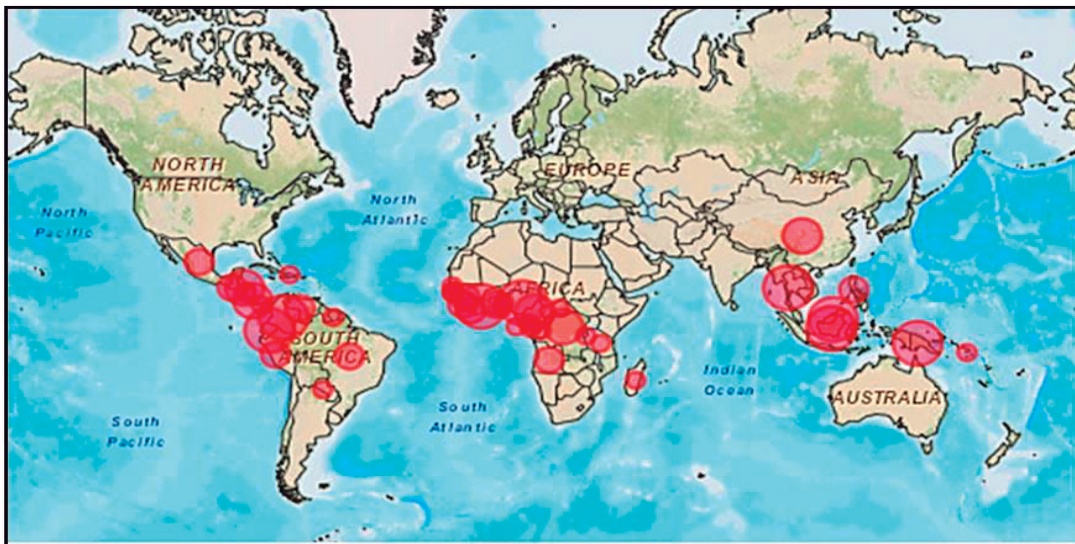 NORTH
AMERICA
EUROPE
ASIA
North
Pacific
North
Atlantic
AFRICA
SOUTH
AMERICA
Indian
Ocean
AUSTRALIA
South
Pacific
South
Atlantic